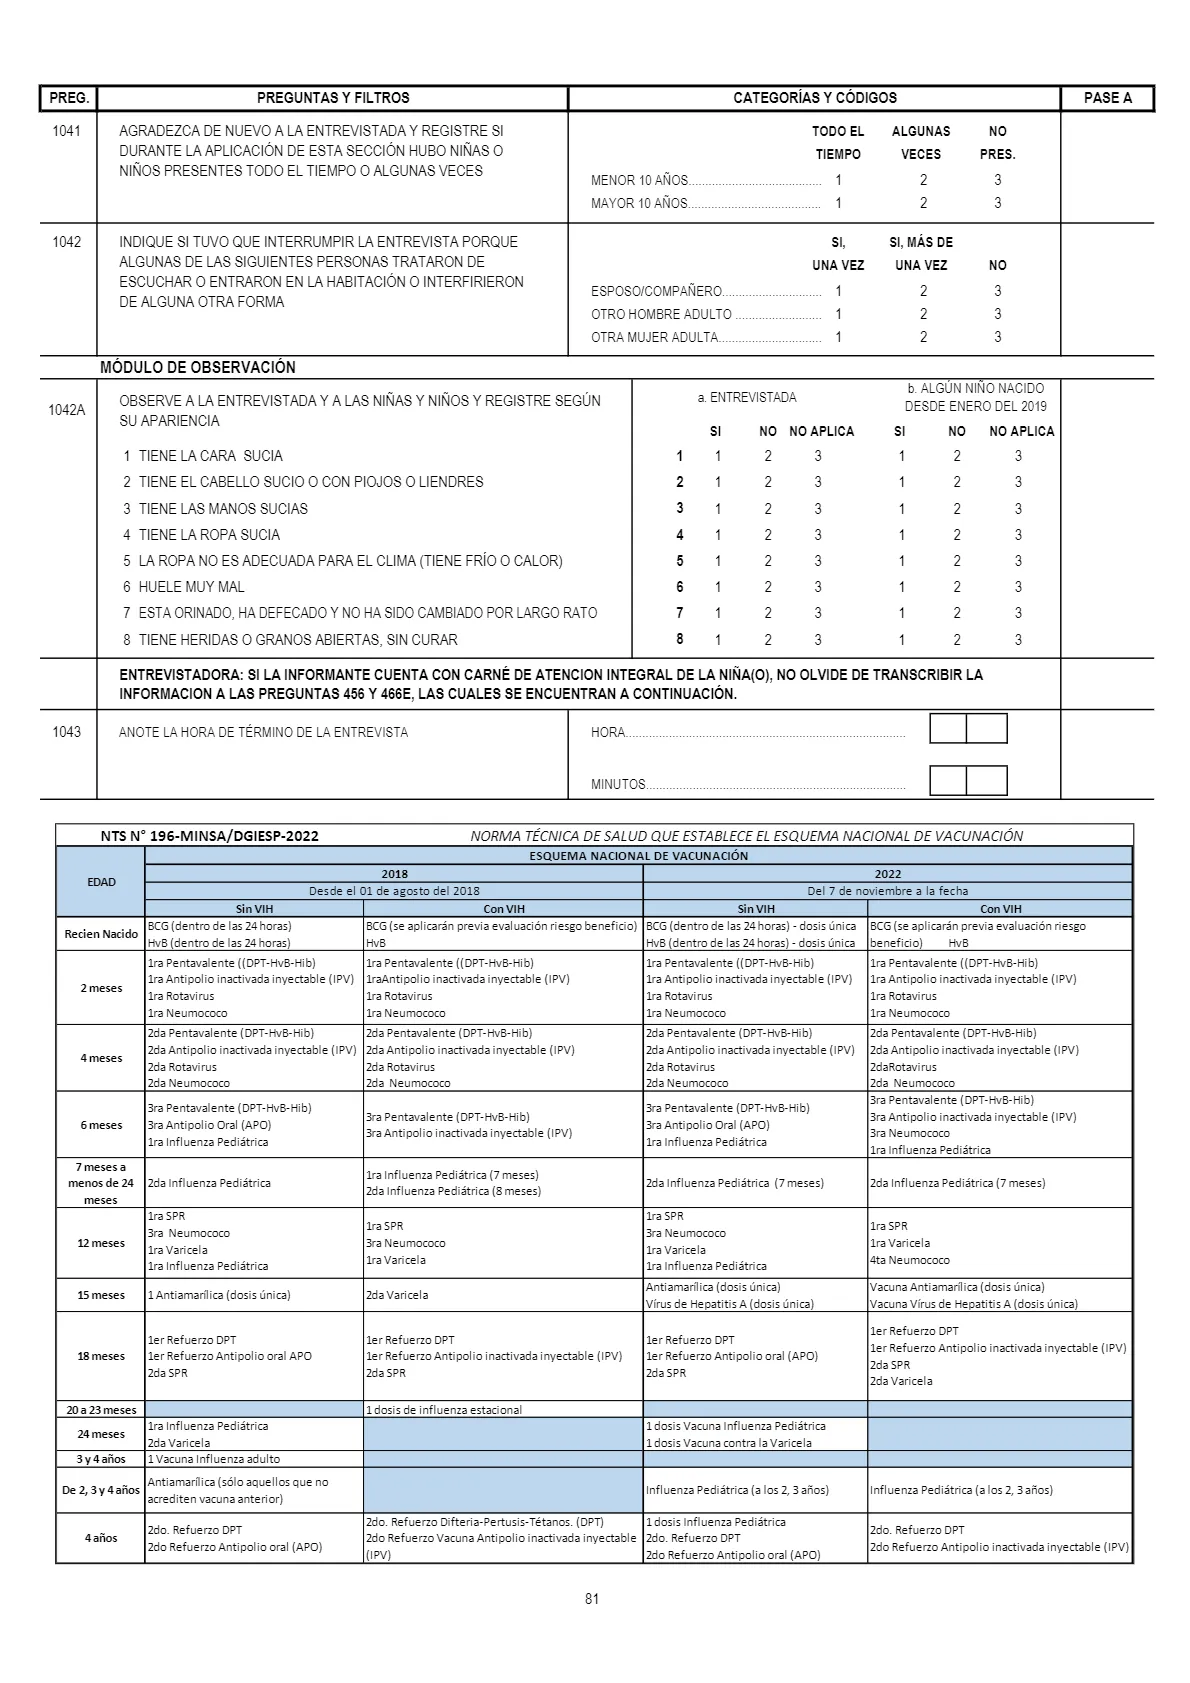 PREG. PREGUNTAS Y FILTROS CATEGORÍAS Y CÓDIGOS PASE A
1041 AGRADEZCA DE NUEVO A LA ENTREVISTADA Y REGISTRE SI
DURANTE LA APLICACIÓN DE ESTA SECCIÓN HUBO NIÑAS O
NIÑOS PRESENTES TODO EL TIEMPO O ALGUNAS VECES
TODO EL ALGUNAS NO
TIEMPO VECES PRES.
MENOR 10 AÑOS........................................ 1 2 3
MAYOR 10 AÑOS........................................ 1 2 3
1042 INDIQUE SI TUVO QUE INTERRUMPIR LA ENTREVISTA PORQUE
ALGUNAS DE LAS SIGUIENTES PERSONAS TRATARON DE
ESCUCHAR O ENTRARON EN LA HABITACIÓN O INTERFIRIERON
DE ALGUNA OTRA FORMA
SI, SI, MÁS DE
UNA VEZ UNA VEZ NO
ESPOSO/COMPAÑERO.............................. 1 2 3
OTRO HOMBRE ADULTO .......................... 1 2 3
OTRA MUJER ADULTA............................... 1 2 3
MÓDULO DE OBSERVACIÓN
1042A OBSERVE A LA ENTREVISTADA Y A LAS NIÑAS Y NIÑOS Y REGISTRE SEGÚN
SU APARIENCIA
a. ENTREVISTADA
b. ALGÚN NIÑO NACIDO
DESDE ENERO DEL 2019
SI NO NO APLICA SI NO NO APLICA
1 TIENE LA CARA SUCIA 1 1 2 3 1 2 3
2 TIENE EL CABELLO SUCIO O CON PIOJOS O LIENDRES 2 1 2 3 1 2 3
3 TIENE LAS MANOS SUCIAS 3 1 2 3 1 2 3
4 TIENE LA ROPA SUCIA 4 1 2 3 1 2 3
5 LA ROPA NO ES ADECUADA PARA EL CLIMA (TIENE FRÍO O CALOR) 5 1 2 3 1 2 3
6 HUELE MUY MAL 6 1 2 3 1 2 3
7 ESTA ORINADO, HA DEFECADO Y NO HA SIDO CAMBIADO POR LARGO RATO 7 1 2 3 1 2 3
8 TIENE HERIDAS O GRANOS ABIERTAS, SIN CURAR 8 1 2 3 1 2 3
ENTREVISTADORA: SI LA INFORMANTE CUENTA CON CARNÉ DE ATENCION INTEGRAL DE LA NIÑA(O), NO OLVIDE DE TRANSCRIBIR LA
INFORMACION A LAS PREGUNTAS 456 Y 466E, LAS CUALES SE ENCUENTRAN A CONTINUACIÓN.
1043 ANOTE LA HORA DE TÉRMINO DE LA ENTREVISTA HORA....................................................................................
MINUTOS..............................................................................
NTS N° 196-MINSA/DGIESP-2022 NORMA TÉCNICA DE SALUD QUE ESTABLECE EL ESQUEMA NACIONAL DE VACUNACIÓN
EDAD
ESQUEMA NACIONAL DE VACUNACIÓN
2018 2022
Desde el 01 de agosto del 2018 Del 7 de noviembre a la fecha
Sin VIH Con VIH Sin VIH Con VIH
Recien Nacido
BCG (dentro de las 24 horas) BCG (se aplicarán previa evaluación riesgo beneficio) BCG (dentro de las 24 horas) - dosis única BCG (se aplicarán previa evaluación riesgo
HvB (dentro de las 24 horas) HvB HvB (dentro de las 24 horas) - dosis única beneficio) HvB
2 meses
1ra Pentavalente ((DPT-HvB-Hib) 1ra Pentavalente ((DPT-HvB-Hib) 1ra Pentavalente ((DPT-HvB-Hib) 1ra Pentavalente ((DPT-HvB-Hib)
1ra Antipolio inactivada inyectable (IPV) 1raAntipolio inactivada inyectable (IPV) 1ra Antipolio inactivada inyectable (IPV) 1ra Antipolio inactivada inyectable (IPV)
1ra Rotavirus 1ra Rotavirus 1ra Rotavirus 1ra Rotavirus
1ra Neumococo 1ra Neumococo 1ra Neumococo 1ra Neumococo
4 meses
2da Pentavalente (DPT-HvB-Hib) 2da Pentavalente (DPT-HvB-Hib) 2da Pentavalente (DPT-HvB-Hib) 2da Pentavalente (DPT-HvB-Hib)
2da Antipolio inactivada inyectable (IPV) 2da Antipolio inactivada inyectable (IPV) 2da Antipolio inactivada inyectable (IPV) 2da Antipolio inactivada inyectable (IPV)
2da Rotavirus 2da Rotavirus 2da Rotavirus 2daRotavirus
2da Neumococo 2da Neumococo 2da Neumococo 2da Neumococo
6 meses
3ra Pentavalente (DPT-HvB-Hib)
3ra Antipolio Oral (APO)
1ra Influenza Pediátrica
3ra Pentavalente (DPT-HvB-Hib)
3ra Antipolio inactivada inyectable (IPV)
3ra Pentavalente (DPT-HvB-Hib)
3ra Antipolio Oral (APO)
1ra Influenza Pediátrica
3ra Pentavalente (DPT-HvB-Hib)
3ra Antipolio inactivada inyectable (IPV)
3ra Neumococo
1ra Influenza Pediátrica
7 meses a
menos de 24
meses
2da Influenza Pediátrica
1ra Influenza Pediátrica (7 meses)
2da Influenza Pediátrica (8 meses)
2da Influenza Pediátrica (7 meses)
2da Influenza Pediátrica (7 meses)
12 meses
1ra SPR
3ra Neumococo
1ra Varicela
1ra Influenza Pediátrica
1ra SPR
3ra Neumococo
1ra Varicela
1ra SPR
3ra Neumococo
1ra Varicela
1ra Influenza Pediátrica
1ra SPR
1ra Varicela
4ta Neumococo
15 meses
1 Antiamarílica (dosis única)
2da Varicela
Antiamarílica (dosis única)
Vírus de Hepatitis A (dosis única)
Vacuna Antiamarílica (dosis única)
Vacuna Vírus de Hepatitis A (dosis única)
18 meses
1er Refuerzo DPT
1er Refuerzo Antipolio oral APO
2da SPR
1er Refuerzo DPT
1er Refuerzo Antipolio inactivada inyectable (IPV)
2da SPR
1er Refuerzo DPT
1er Refuerzo Antipolio oral (APO)
2da SPR
1er Refuerzo DPT
1er Refuerzo Antipolio inactivada inyectable (IPV)
2da SPR
2da Varicela
20 a 23 meses 1 dosis de influenza estacional
24 meses
1ra Influenza Pediátrica
2da Varicela
1 dosis Vacuna Influenza Pediátrica
1 dosis Vacuna contra la Varicela
3 y 4 años 1 Vacuna Influenza adulto
De 2, 3 y 4 años
Antiamarílica (sólo aquellos que no
acrediten vacuna anterior)
Influenza Pediátrica (a los 2, 3 años)
Influenza Pediátrica (a los 2, 3 años)
4 años
2do. Refuerzo DPT
2do Refuerzo Antipolio oral (APO)
2do. Refuerzo Difteria-Pertusis-Tétanos. (DPT)
2do Refuerzo Vacuna Antipolio inactivada inyectable
(IPV)
1 dosis Influenza Pediátrica
2do. Refuerzo DPT
2do Refuerzo Antipolio oral (APO)
2do. Refuerzo DPT
2do Refuerzo Antipolio inactivada inyectable (IPV)
81